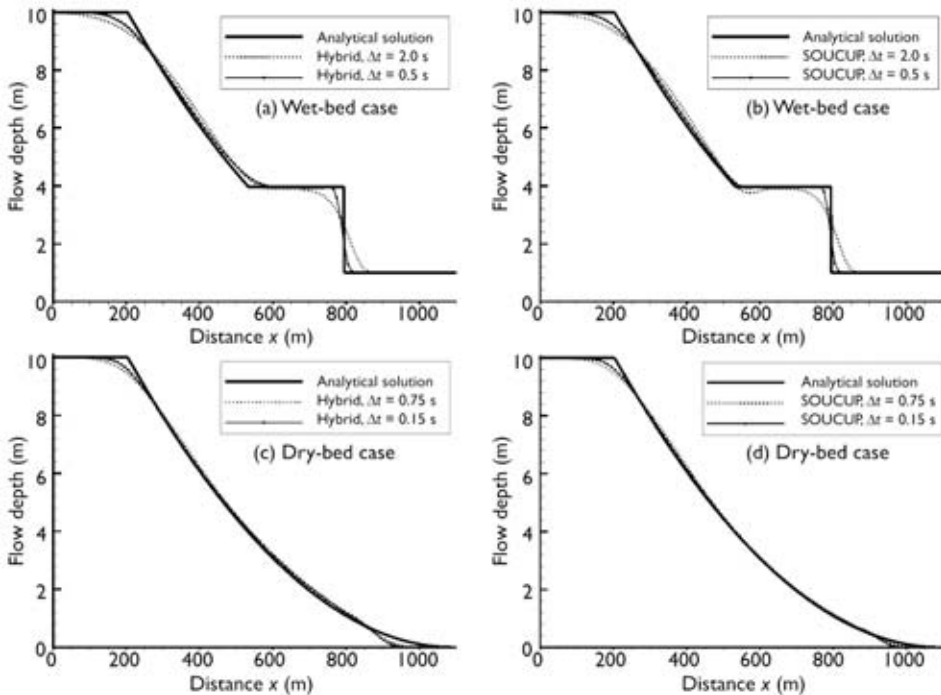 10
8
6
4
2
0
Flow depth (m)
Analytical solution
Hybrid, Δt = 2.0 s
Hybrid, Δt = 0.5 s
(a) Wet-bed case
0 200 400 600 800 1000
Distance x (m)
10
8
6
4
2
0
Flow depth (m)
Analytical solution
SOUCUP, Δt = 2.0 s
SOUCUP, Δt = 0.5 s
(b) Wet-bed case
0 200 400 600 800 1000
Distance x (m)
10
8
6
4
2
0
Flow depth (m)
Analytical solution
Hybrid, Δt = 0.75 s
Hybrid, Δt = 0.15 s
(c) Dry-bed case
0 200 400 600 800 1000
Distance x (m)
10
8
6
4
2
0
Flow depth (m)
Analytical solution
SOUCUP, Δt = 0.75 s
SOUCUP, Δt = 0.15 s
(d) Dry-bed case
0 200 400 600 800 1000
Distance x (m)